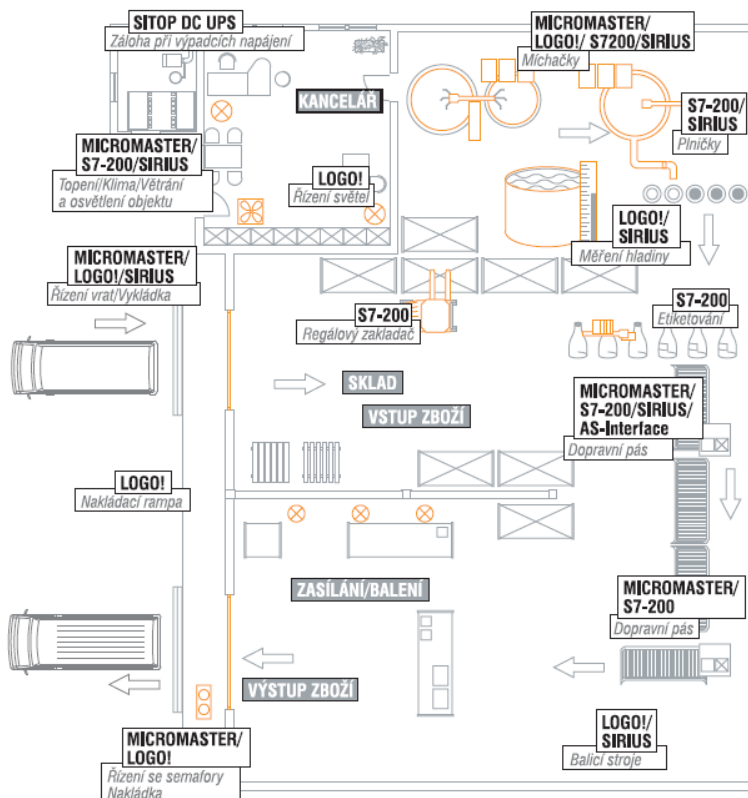 SITOP DC UPS
Záloha při výpadcích napájení
MICROMASTER/
LOGO!/ S7200/SIRIUS
Míchačky
KANCELÁŘ
S7-200/
SIRIUS
Plničky
MICROMASTER/
S7-200/SIRIUS
Topení/Klima/Větrání
a osvětlení objektu
LOGO!
Řízení světel
LOGO!/
SIRIUS
Měření hladiny
MICROMASTER/
LOGO!/SIRIUS
Řízení vrat/Vykládka
S7-200
Regálový zakladač
S7-200
Etiketování
SKLAD
VSTUP ZBOŽÍ
MICROMASTER/
S7-200/SIRIUS/
AS-Interface
Dopravní pás
LOGO!
Nakládací rampa
ZASÍLÁNÍ/BALENÍ
MICROMASTER/
S7-200
Dopravní pás
VÝSTUP ZBOŽÍ
LOGO!/
SIRIUS
Balicí stroje
MICROMASTER/
LOGO!
Řízení se semafory
Nakládka